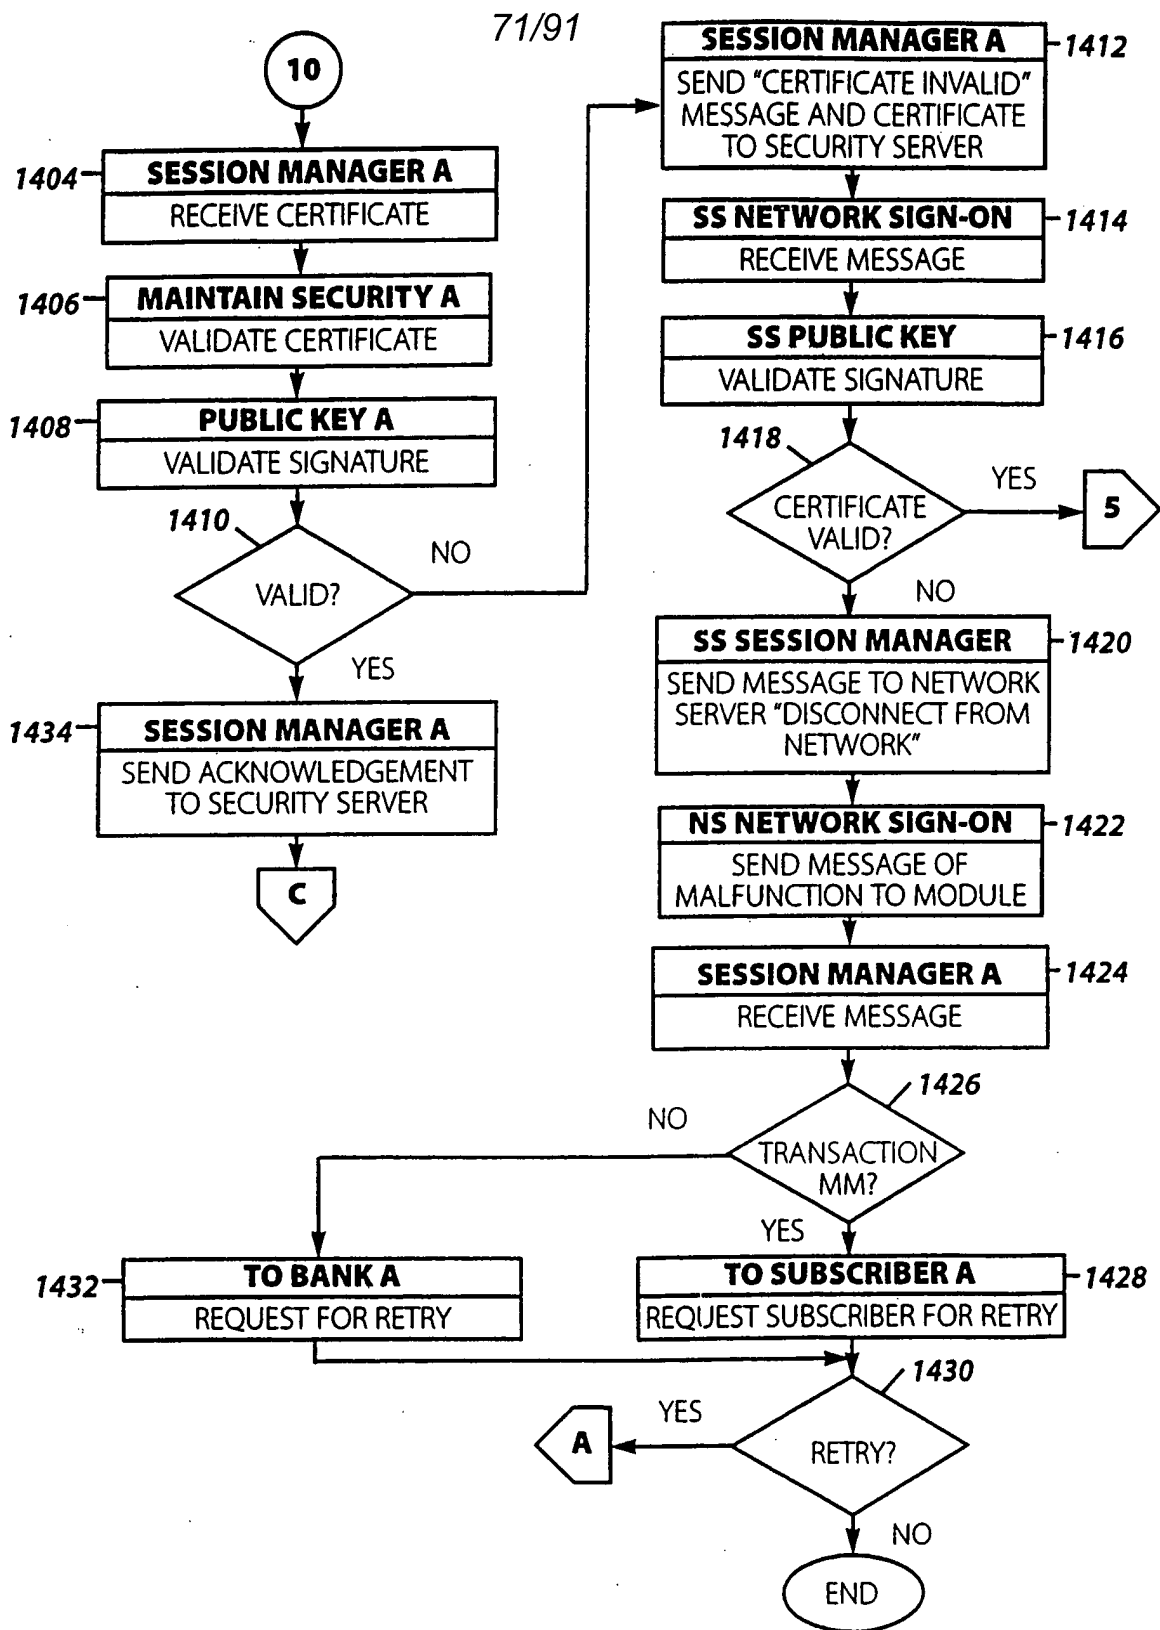 71/91
10
1404
SESSION MANAGER A
RECEIVE CERTIFICATE
1406
MAINTAIN SECURITY A
VALIDATE CERTIFICATE
1408
PUBLIC KEY A
VALIDATE SIGNATURE
1410
VALID?
NO
YES
1434
SESSION MANAGER A
SEND ACKNOWLEDGEMENT
TO SECURITY SERVER
C
SESSION MANAGER A
1412
SEND "CERTIFICATE INVALID"
MESSAGE AND CERTIFICATE
TO SECURITY SERVER
SS NETWORK SIGN-ON
1414
RECEIVE MESSAGE
SS PUBLIC KEY
1416
VALIDATE SIGNATURE
1418
CERTIFICATE
VALID?
YES
5
NO
SS SESSION MANAGER
1420
SEND MESSAGE TO NETWORK
SERVER "DISCONNECT FROM
NETWORK"
NS NETWORK SIGN-ON
1422
SEND MESSAGE OF
MALFUNCTION TO MODULE
SESSION MANAGER A
1424
RECEIVE MESSAGE
1426
TRANSACTION
MM?
NO
YES
1432
TO BANK A
REQUEST FOR RETRY
TO SUBSCRIBER A
1428
REQUEST SUBSCRIBER FOR RETRY
1430
RETRY?
YES
A
NO
END